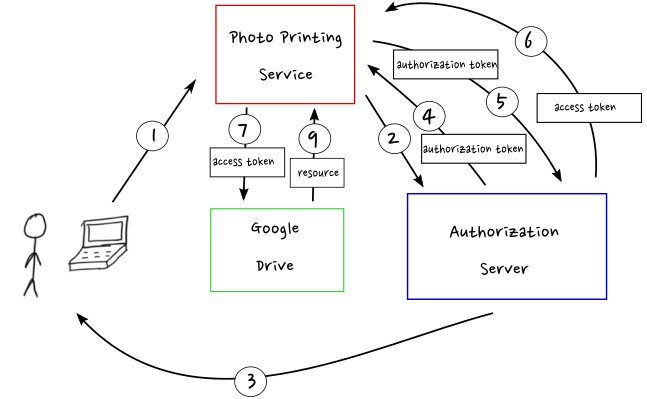 Photo Printing
Service
6
authorization token
5
access token
1
7
9
2
4
authorization token
access token
resource
Google
Drive
Authorization
Server
3